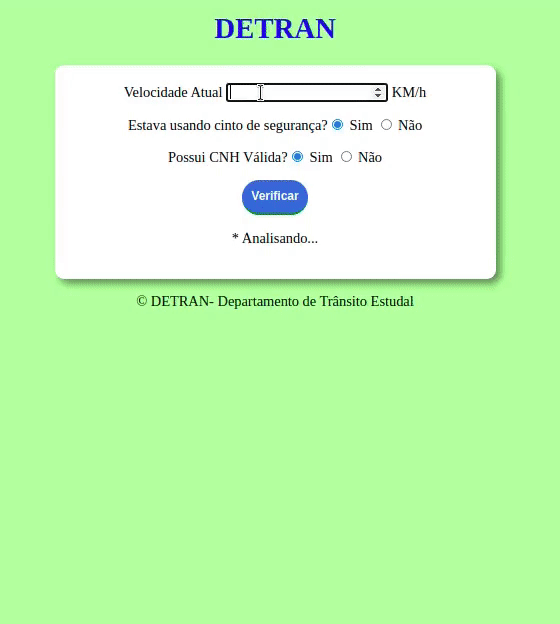 DETRAN
Velocidade Atual KM/h
Estava usando cinto de segurança? Sim Não
Possui CNH Válida? Sim Não
Verificar
* Analisando...
© DETRAN- Departamento de Trânsito Estudal